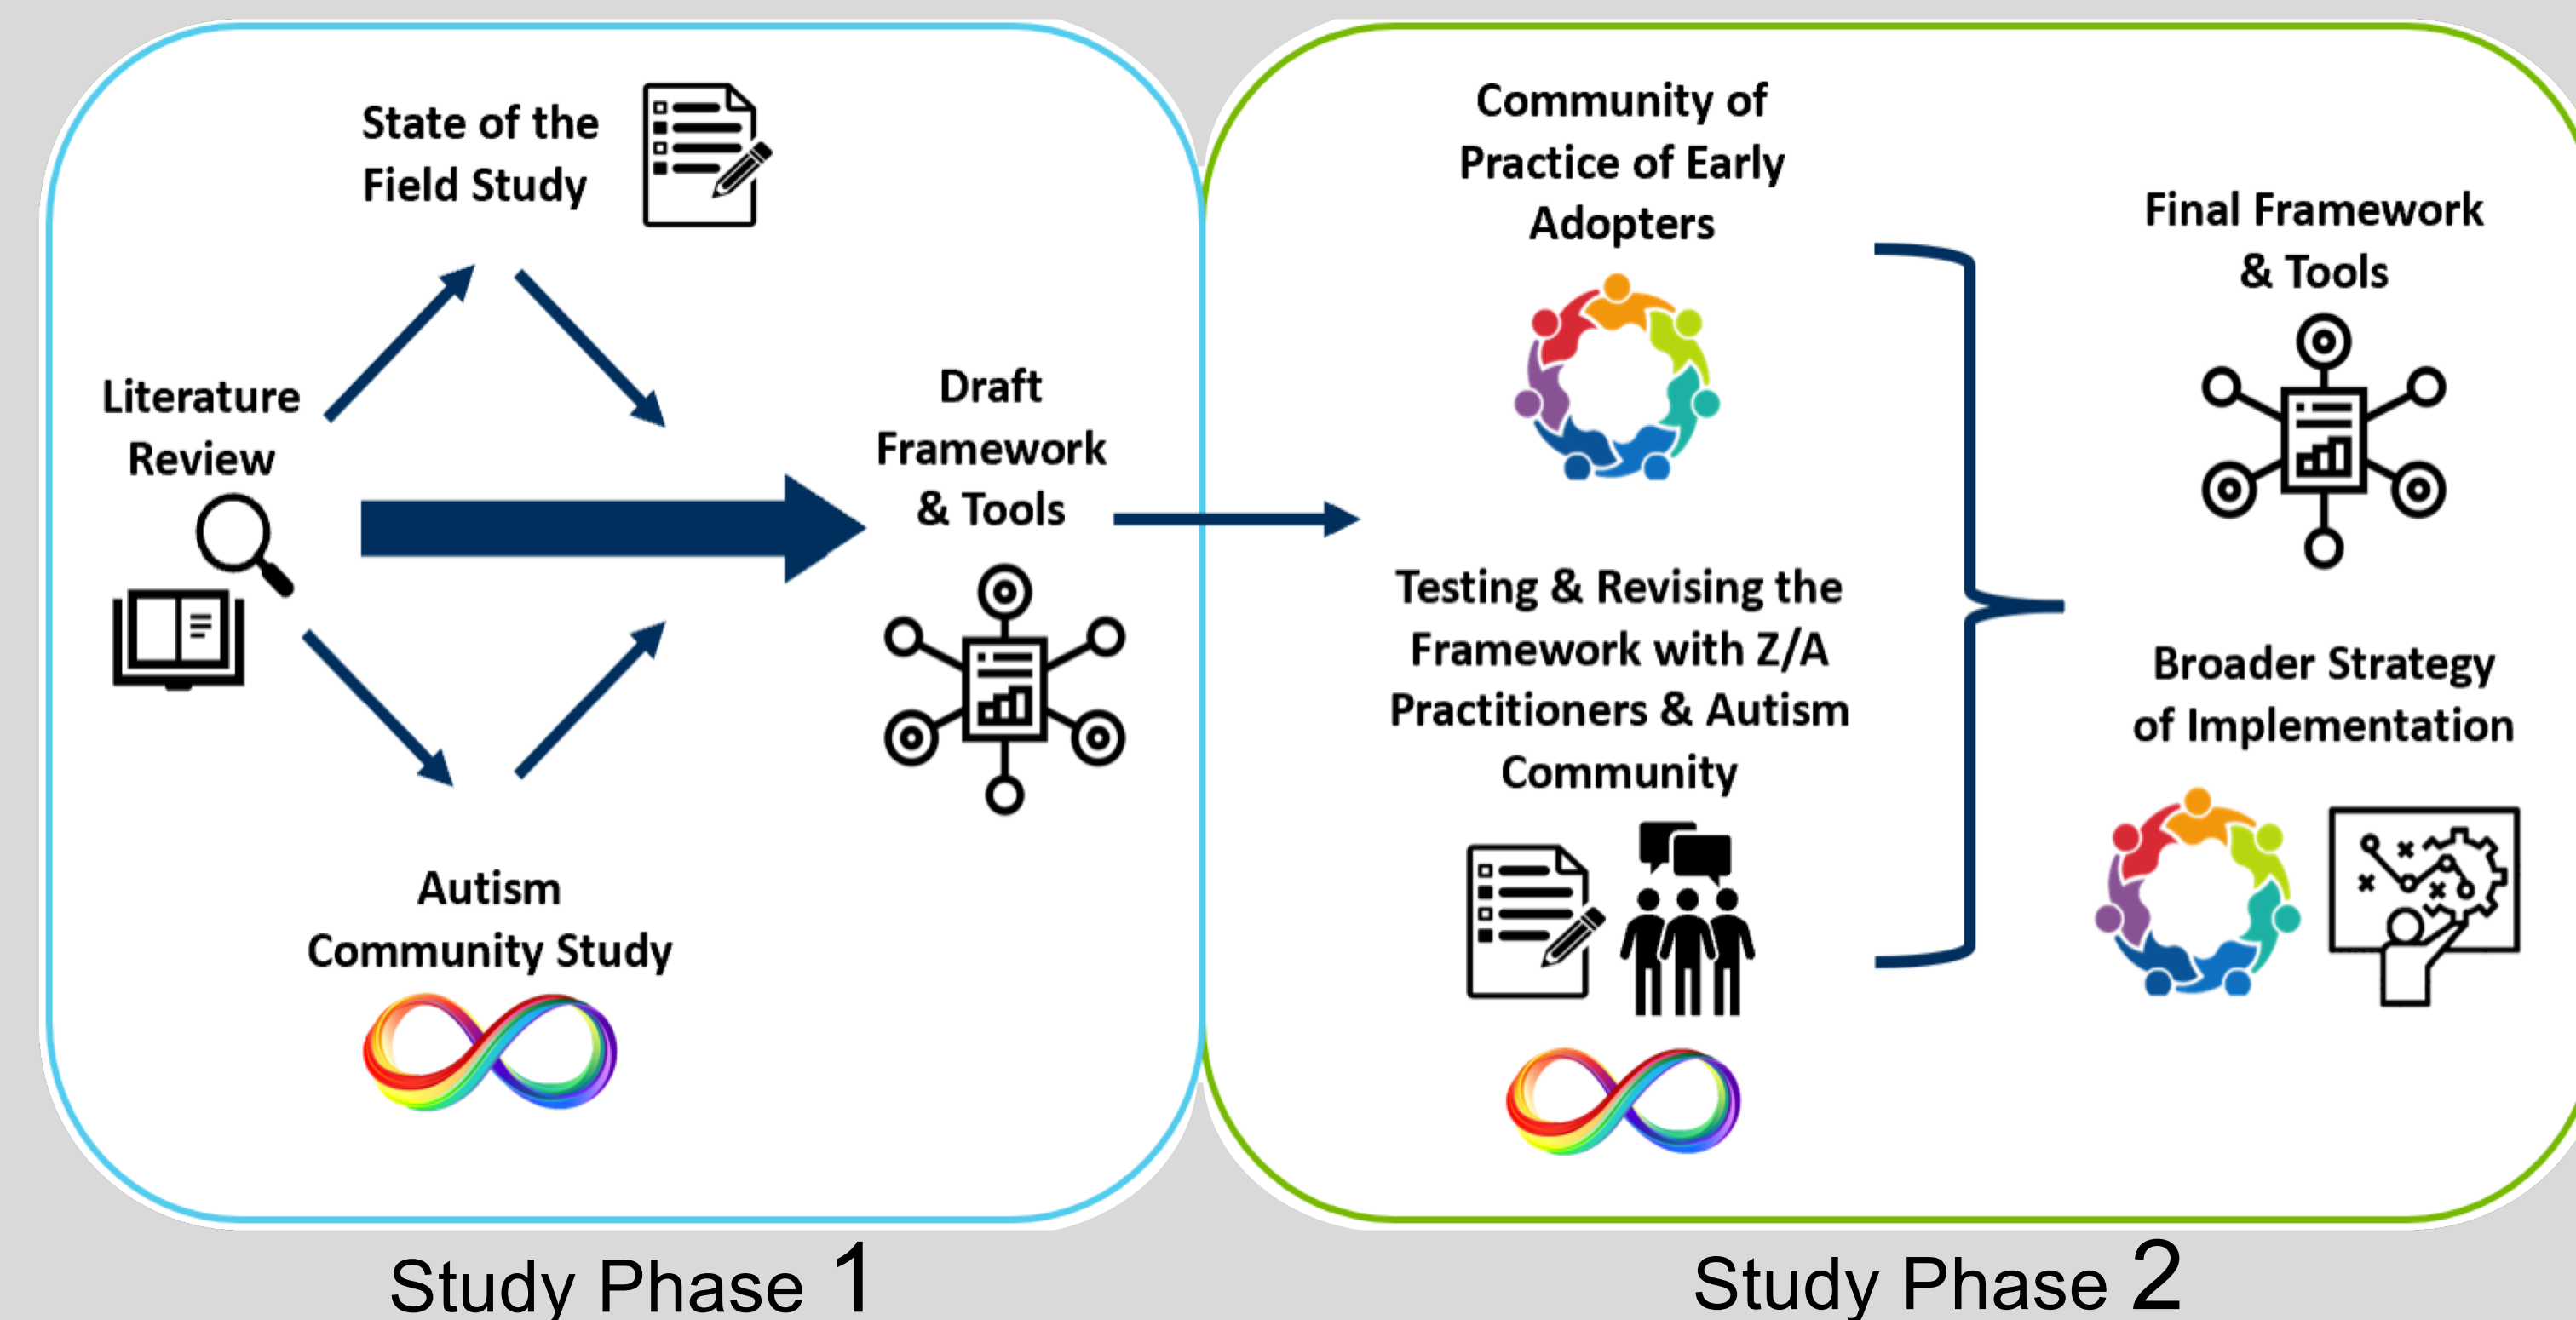 State of the
Field Study
Literature
Review
Draft
Framework
& Tools
Autism
Community Study
Study Phase 1
Community of
Practice of Early
Adopters
Testing & Revising the
Framework with Z/A
Practitioners & Autism
Community
Final Framework
& Tools
Broader Strategy
of Implementation
Study Phase 2